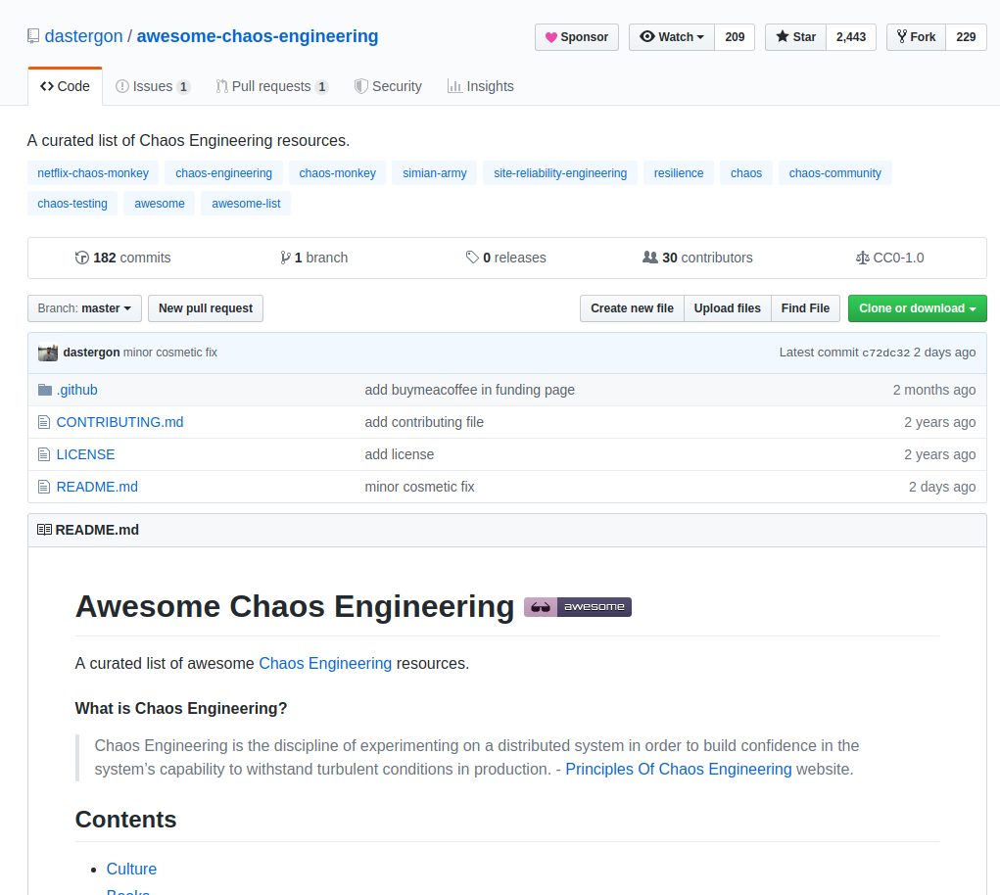 dastergon / awesome-chaos-engineering Sponsor Watch 209 Star 2,443 Fork 229
Code Issues 1 Pull requests 1 Security Insights
A curated list of Chaos Engineering resources.
netflix-chaos-monkey chaos-engineering chaos-monkey simian-army site-reliability-engineering resilience chaos chaos-community
chaos-testing awesome awesome-list
182 commits 1 branch 0 releases 30 contributors CC0-1.0
Branch: master New pull request Create new file Upload files Find File Clone or download
dastergon minor cosmetic fix Latest commit c72dc32 2 days ago
.github add buymeacoffee in funding page 2 months ago
CONTRIBUTING.md add contributing file 2 years ago
LICENSE add license 2 years ago
README.md minor cosmetic fix 2 days ago
README.md
Awesome Chaos Engineering awesome
A curated list of awesome Chaos Engineering resources.
What is Chaos Engineering?
Chaos Engineering is the discipline of experimenting on a distributed system in order to build confidence in the
system’s capability to withstand turbulent conditions in production. - Principles Of Chaos Engineering website.
Contents
• Culture
Books